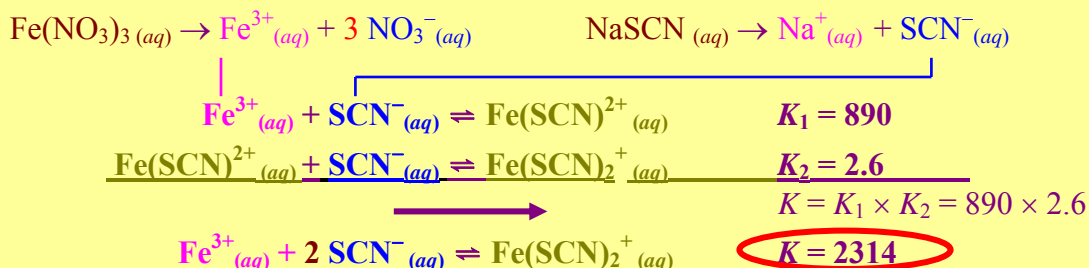 Fe(NO₃)₃ (aq) → Fe³⁺(aq) + 3 NO₃⁻(aq) NaSCN (aq) → Na⁺(aq) + SCN⁻(aq)
Fe³⁺(aq) + SCN⁻(aq) ⇌ Fe(SCN)²⁺ (aq) K₁ = 890
Fe(SCN)²⁺ (aq) + SCN⁻(aq) ⇌ Fe(SCN)₂⁺ (aq) K₂ = 2.6
K = K₁ × K₂ = 890 × 2.6
Fe³⁺(aq) + 2 SCN⁻(aq) ⇌ Fe(SCN)₂⁺ (aq) K = 2314